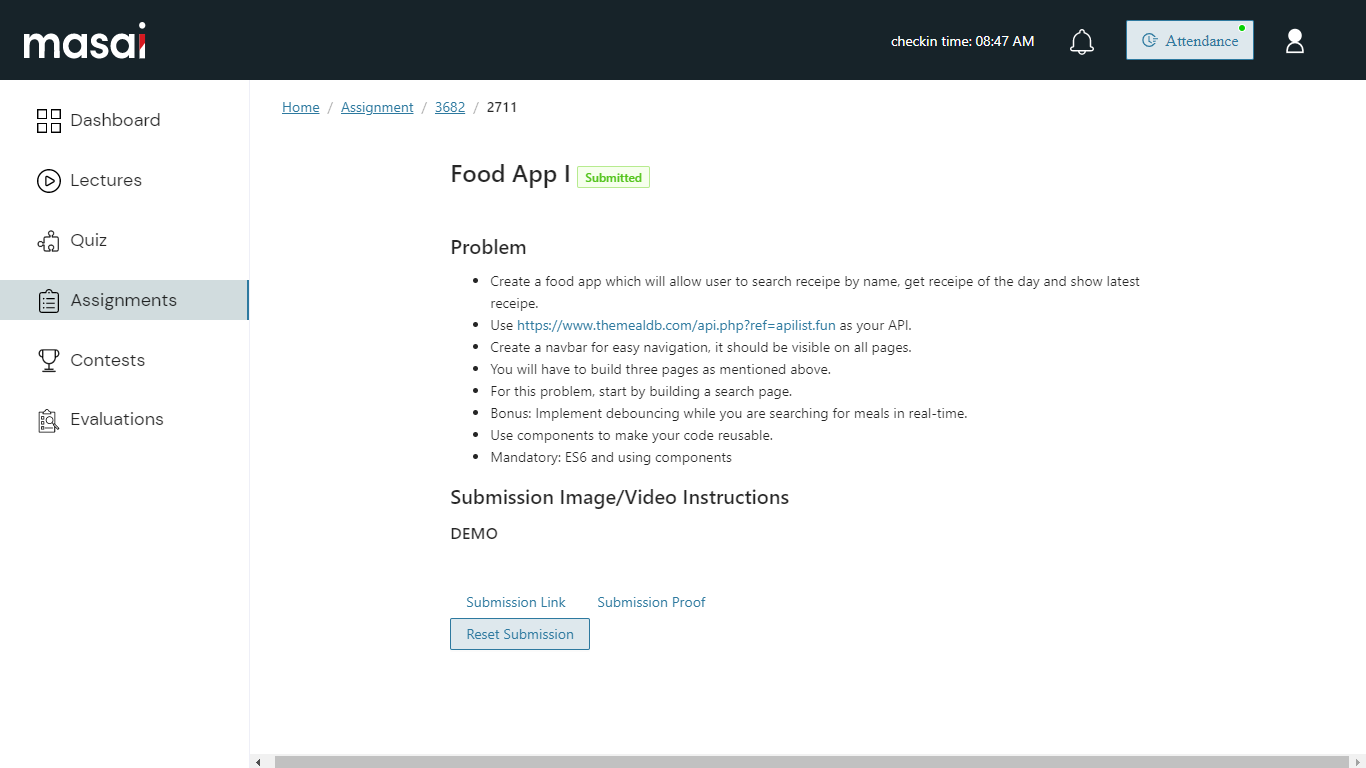 masai
checkin time: 08:47 AM
Attendance
Dashboard
Lectures
Quiz
Assignments
Contests
Evaluations
Home / Assignment / 3682 / 2711
Food App I Submitted
Problem
• Create a food app which will allow user to search receipe by name, get receipe of the day and show latest
receipe.
• Use https://www.themealdb.com/api.php?ref=apilist.fun as your API.
• Create a navbar for easy navigation, it should be visible on all pages.
• You will have to build three pages as mentioned above.
• For this problem, start by building a search page.
• Bonus: Implement debouncing while you are searching for meals in real-time.
• Use components to make your code reusable.
• Mandatory: ES6 and using components
Submission Image/Video Instructions
DEMO
Submission Link Submission Proof
Reset Submission